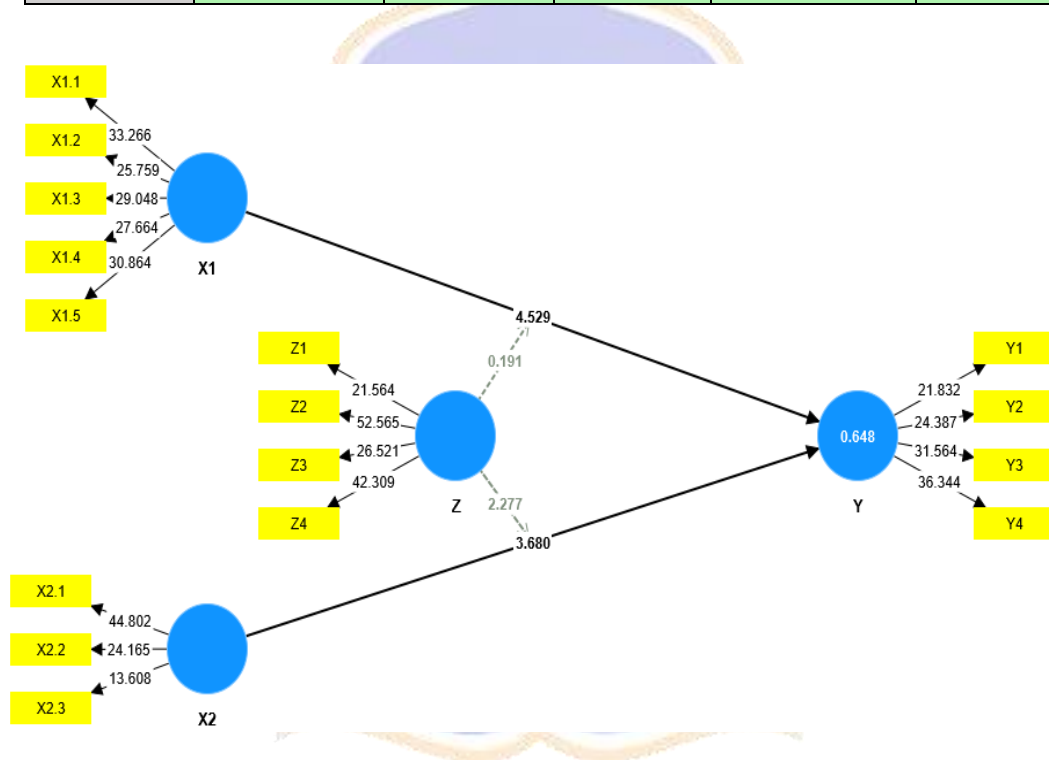 X1.1
33.266
X1.2
25.759
X1.3
29.048
27.664
X1.4
30.864
X1
X1.5
4.529
Z1
0.191
Y1
21.564
21.832
Z2
52.565
24.387
Y2
0.648
26.521
31.564
Z3
Y3
42.309
36.344
Z
2.277
Y
Z4
Y4
3.680
X2.1
44.802
X2.2
24.165
13.608
X2.3
X2